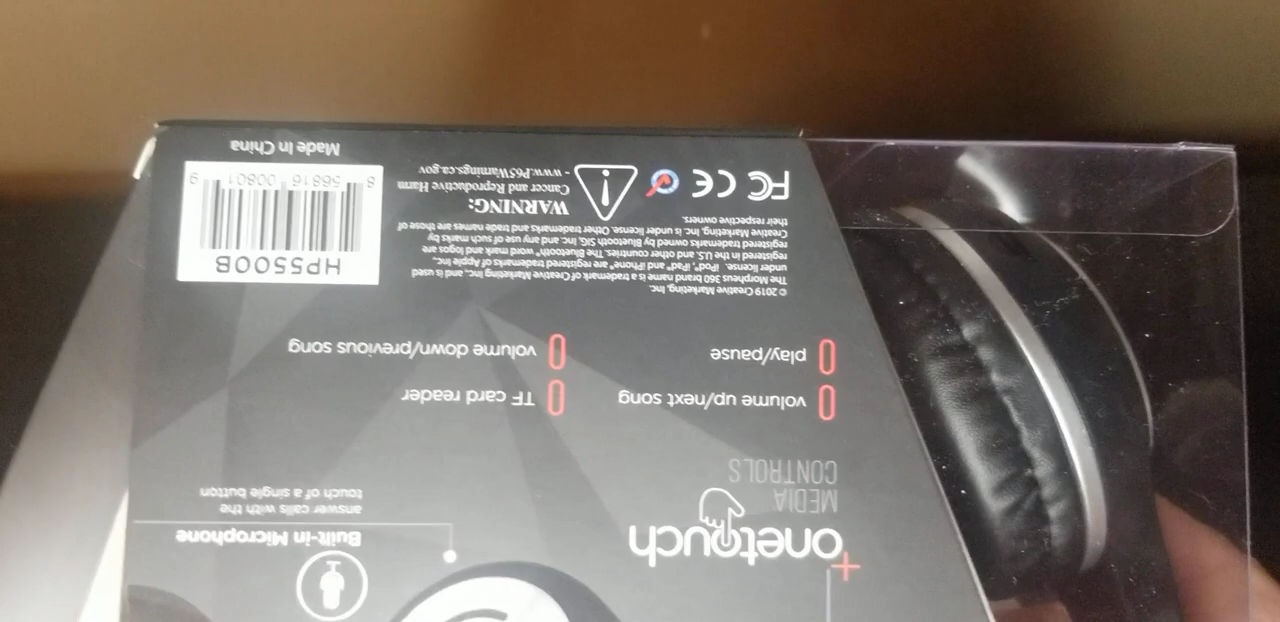 onetouch
MEDIA
CONTROLS
Built-in Microphone
answer calls with the
touch of a single button
volume up/next song
TF card reader
play/pause
volume down/previous song
© 2019 Creative Marketing, Inc.
The Morpheus 360 brand name is a trademark of Creative Marketing Inc., and is used
under license. iPod®, iPad® and iPhone® are registered trademarks of Apple Inc.,
registered in the U.S. and other countries. The Bluetooth® word mark and logos are
registered trademarks owned by Bluetooth SIG, Inc. and any use of such marks by
Creative Marketing, Inc. is under license. Other trademarks and trade names are those of
their respective owners.
FC CE
WARNING:
Cancer and Reproductive Harm
- www.P65Warnings.ca.gov
HP5500B
8 56816 00801 9
Made In China